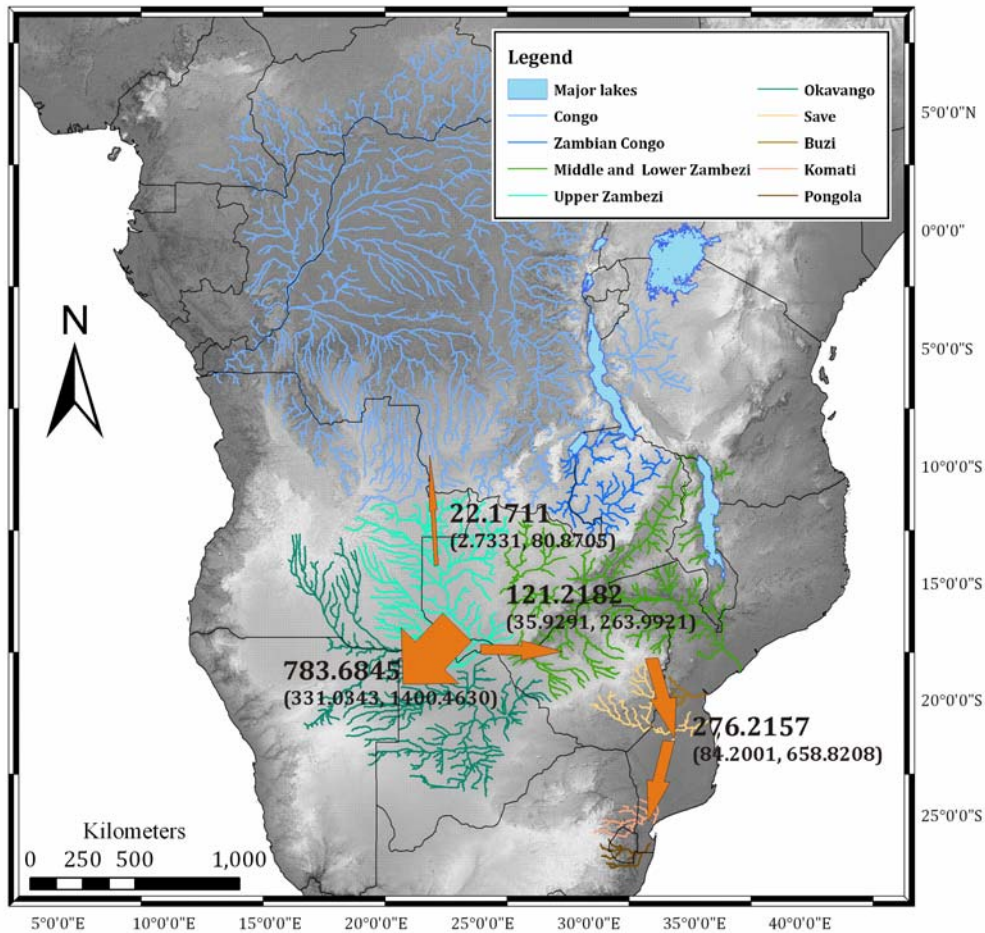 Legend
Major lakes
Congo
Zambian Congo
Middle and Lower Zambezi
Upper Zambezi
Okavango
Save
Buzi
Komati
Pongola
5°0'0"N
0°0'0"
5°0'0"S
10°0'0"S
15°0'0"S
20°0'0"S
25°0'0"S
N
22.1711
(2.7331, 80.8705)
121.2182
(35.9291, 263.9921)
783.6845
(331.0343, 1400.4630)
276.2157
(84.2001, 658.8208)
Kilometers
0 250 500 1,000
5°0'0"E 10°0'0"E 15°0'0"E 20°0'0"E 25°0'0"E 30°0'0"E 35°0'0"E 40°0'0"E